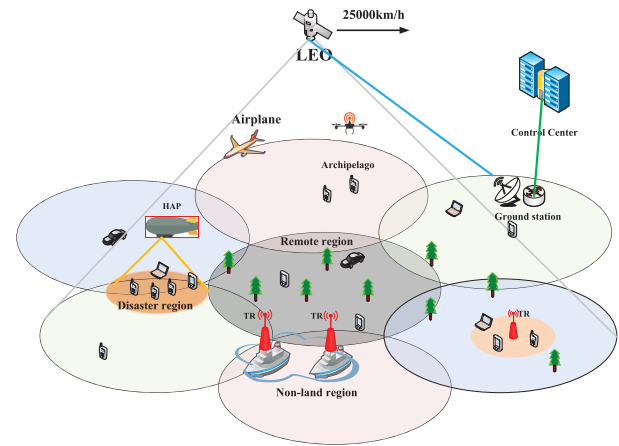 25000km/h
LEO
Control Center
Airplane
Archipelago
HAP
Ground station
Remote region
Disaster region
TR
TR
TR
Non-land region